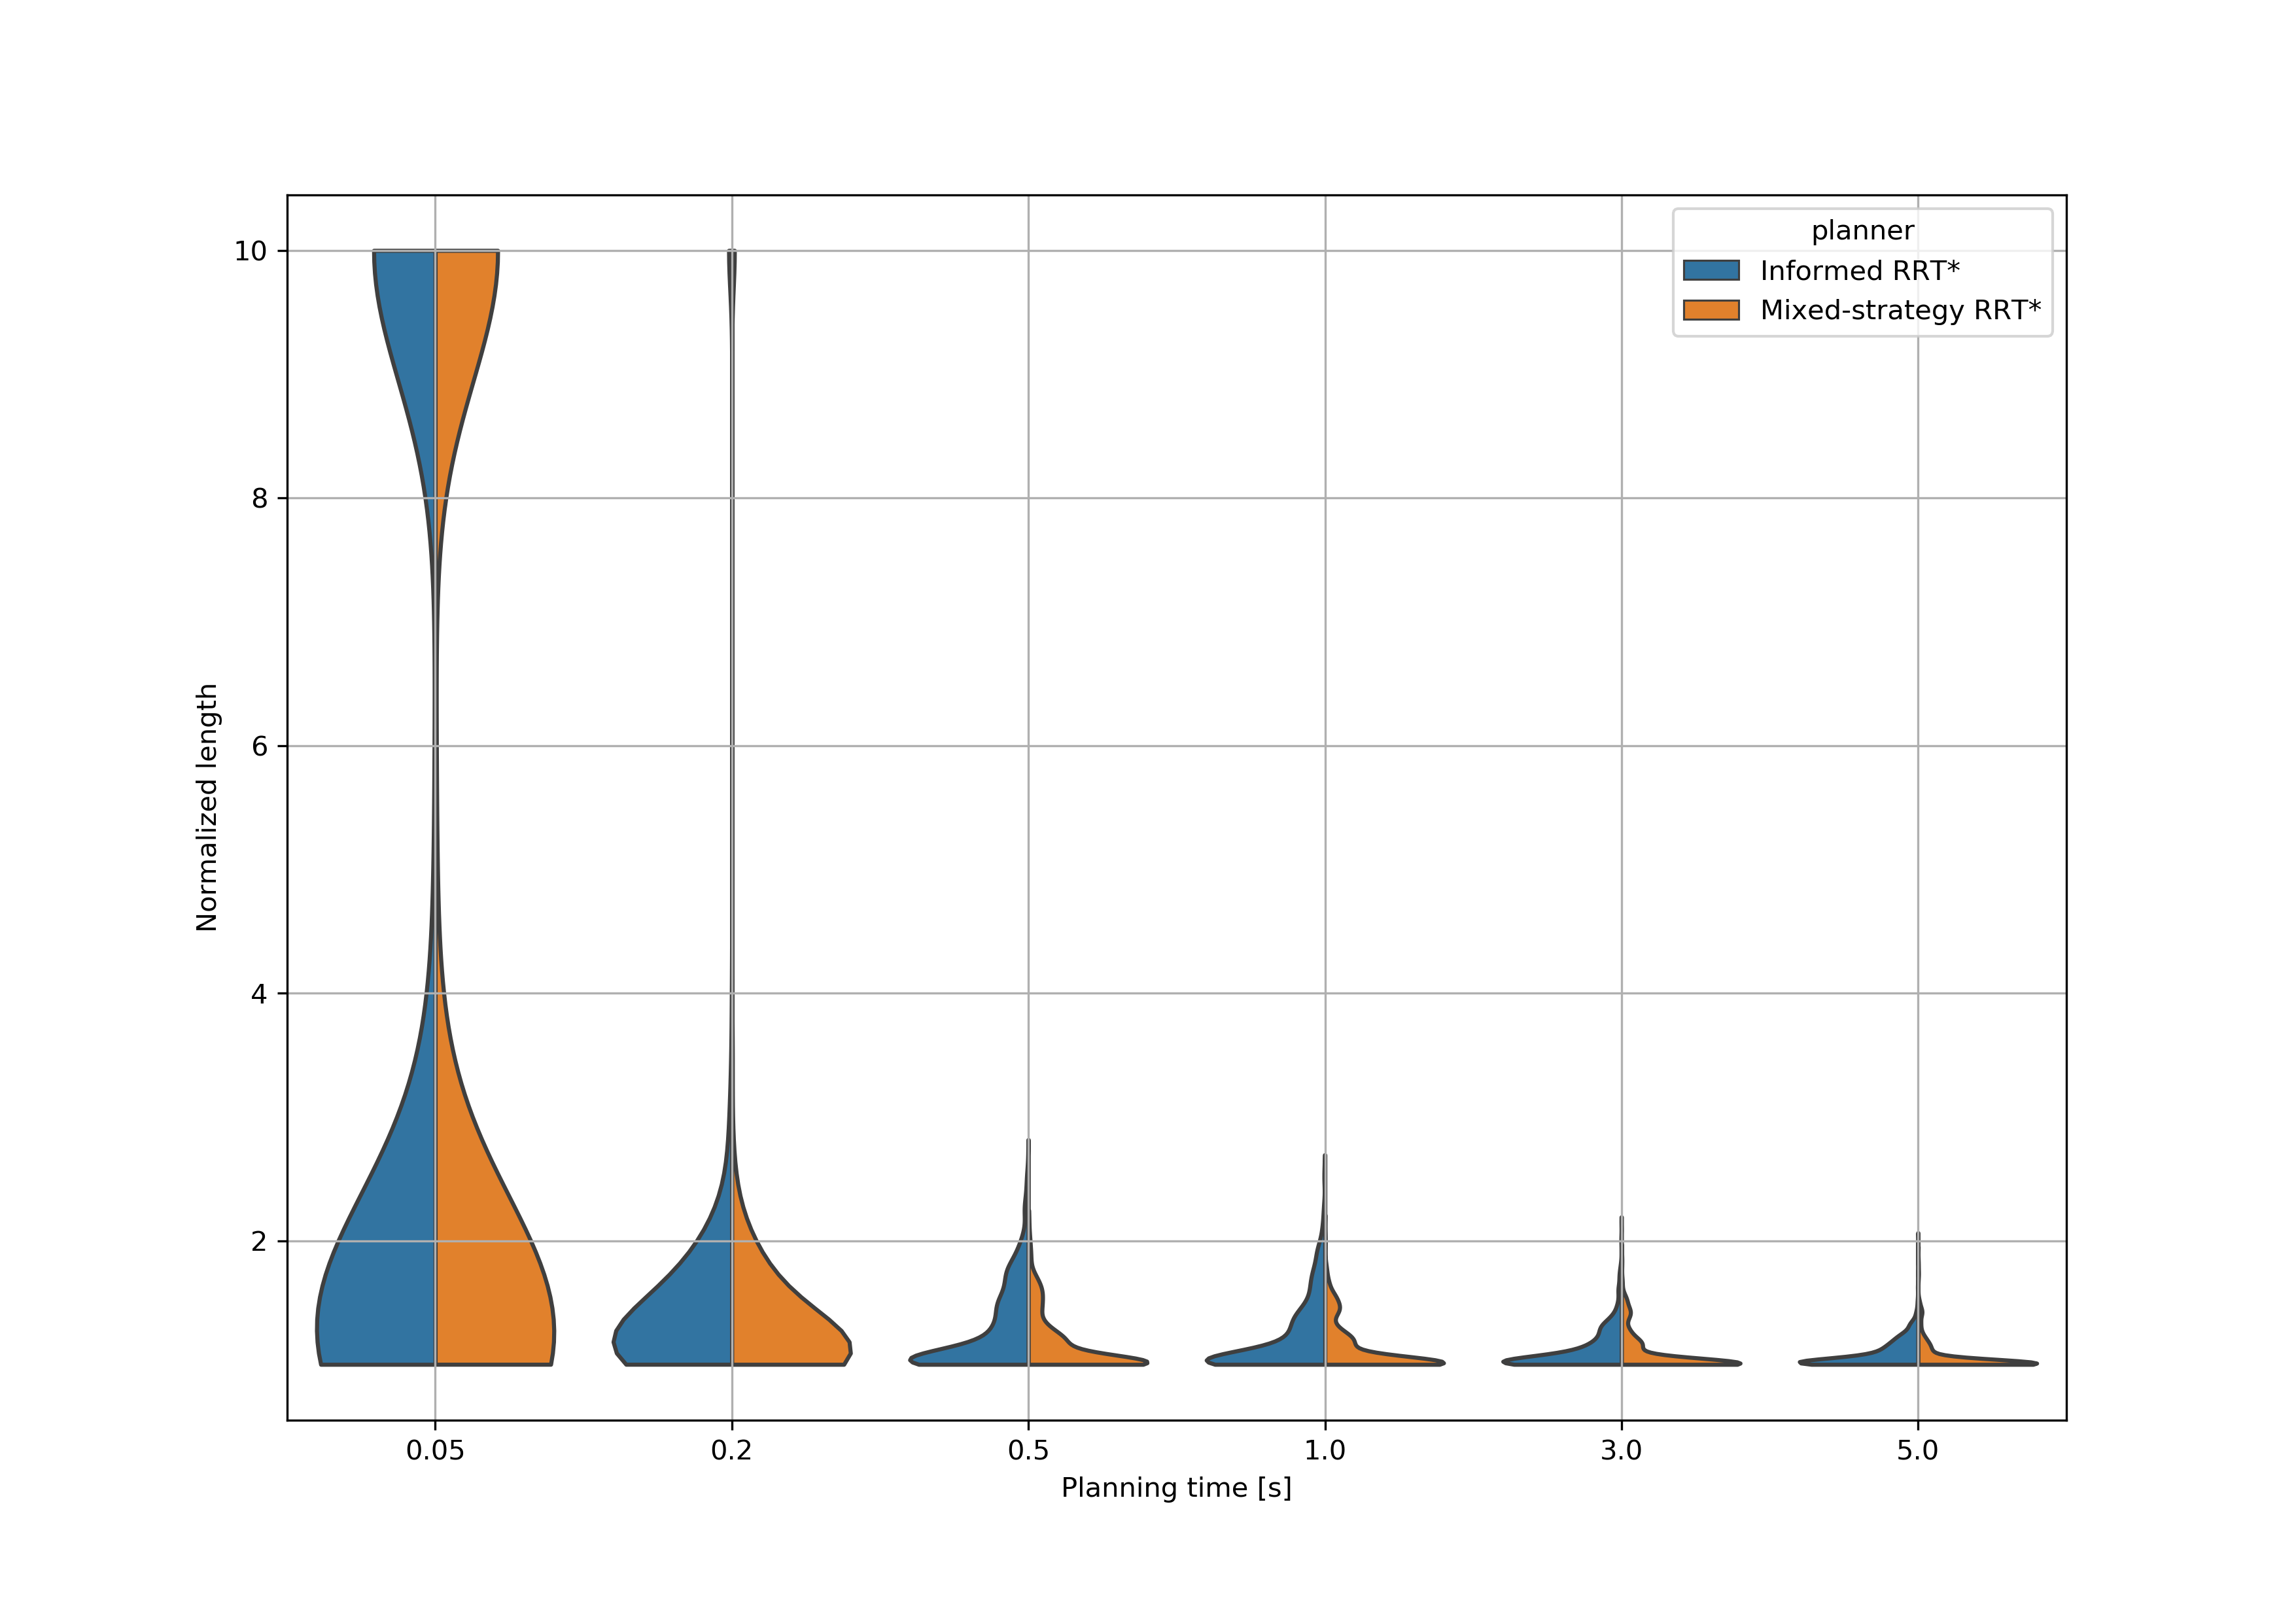 planner
Informed RRT*
Mixed-strategy RRT*
10
8
6
4
2
Normalized length
0.05 0.2 0.5 1.0 3.0 5.0
Planning time [s]